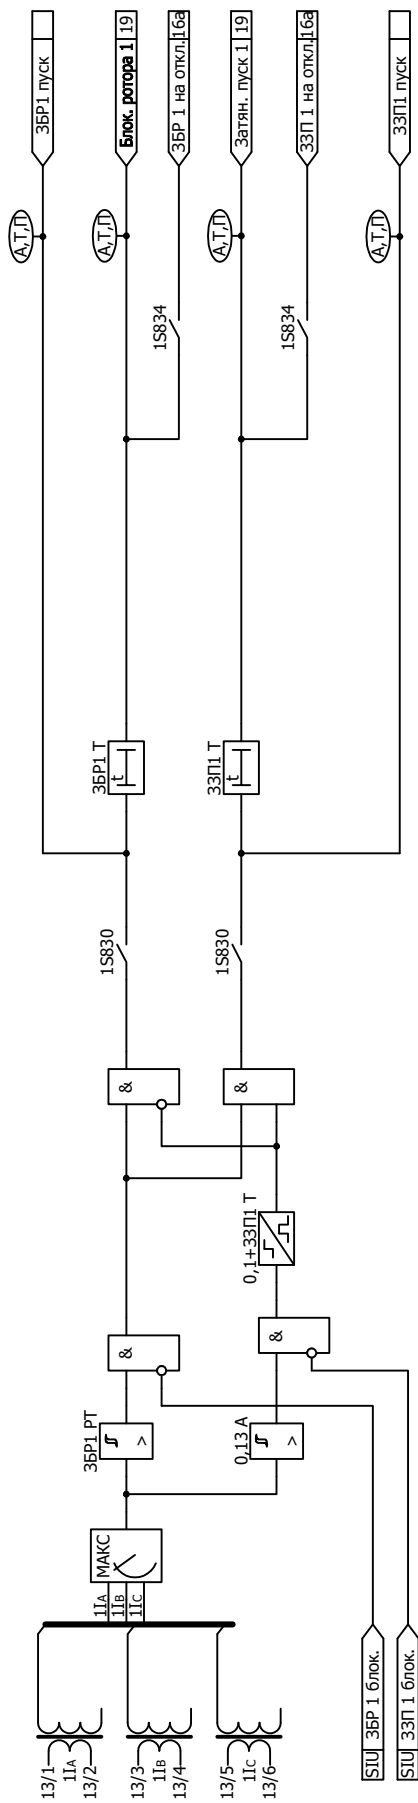 ЗБР1 пуск
Блок. ротора 1 19
ЗБР 1 на откл. 16а
Затян. пуск 1 19
ЗЗП 1 на откл. 16а
ЗЗП1 пуск
А,Т,П
А,Т,П
А,Т,П
А,Т,П
1S834
1S834
ЗБР1 Т
t
ЗЗП1 Т
t
1S830
1S830
&
&
0,1+ЗЗП1 Т
&
&
ЗБР1 РТ
>
0,13 А
>
МАКС
1IA
1IB
1IC
13/1
1IA
13/2
13/3
1IB
13/4
13/5
1IC
13/6
SIU ЗБР 1 блок.
SIU ЗЗП 1 блок.